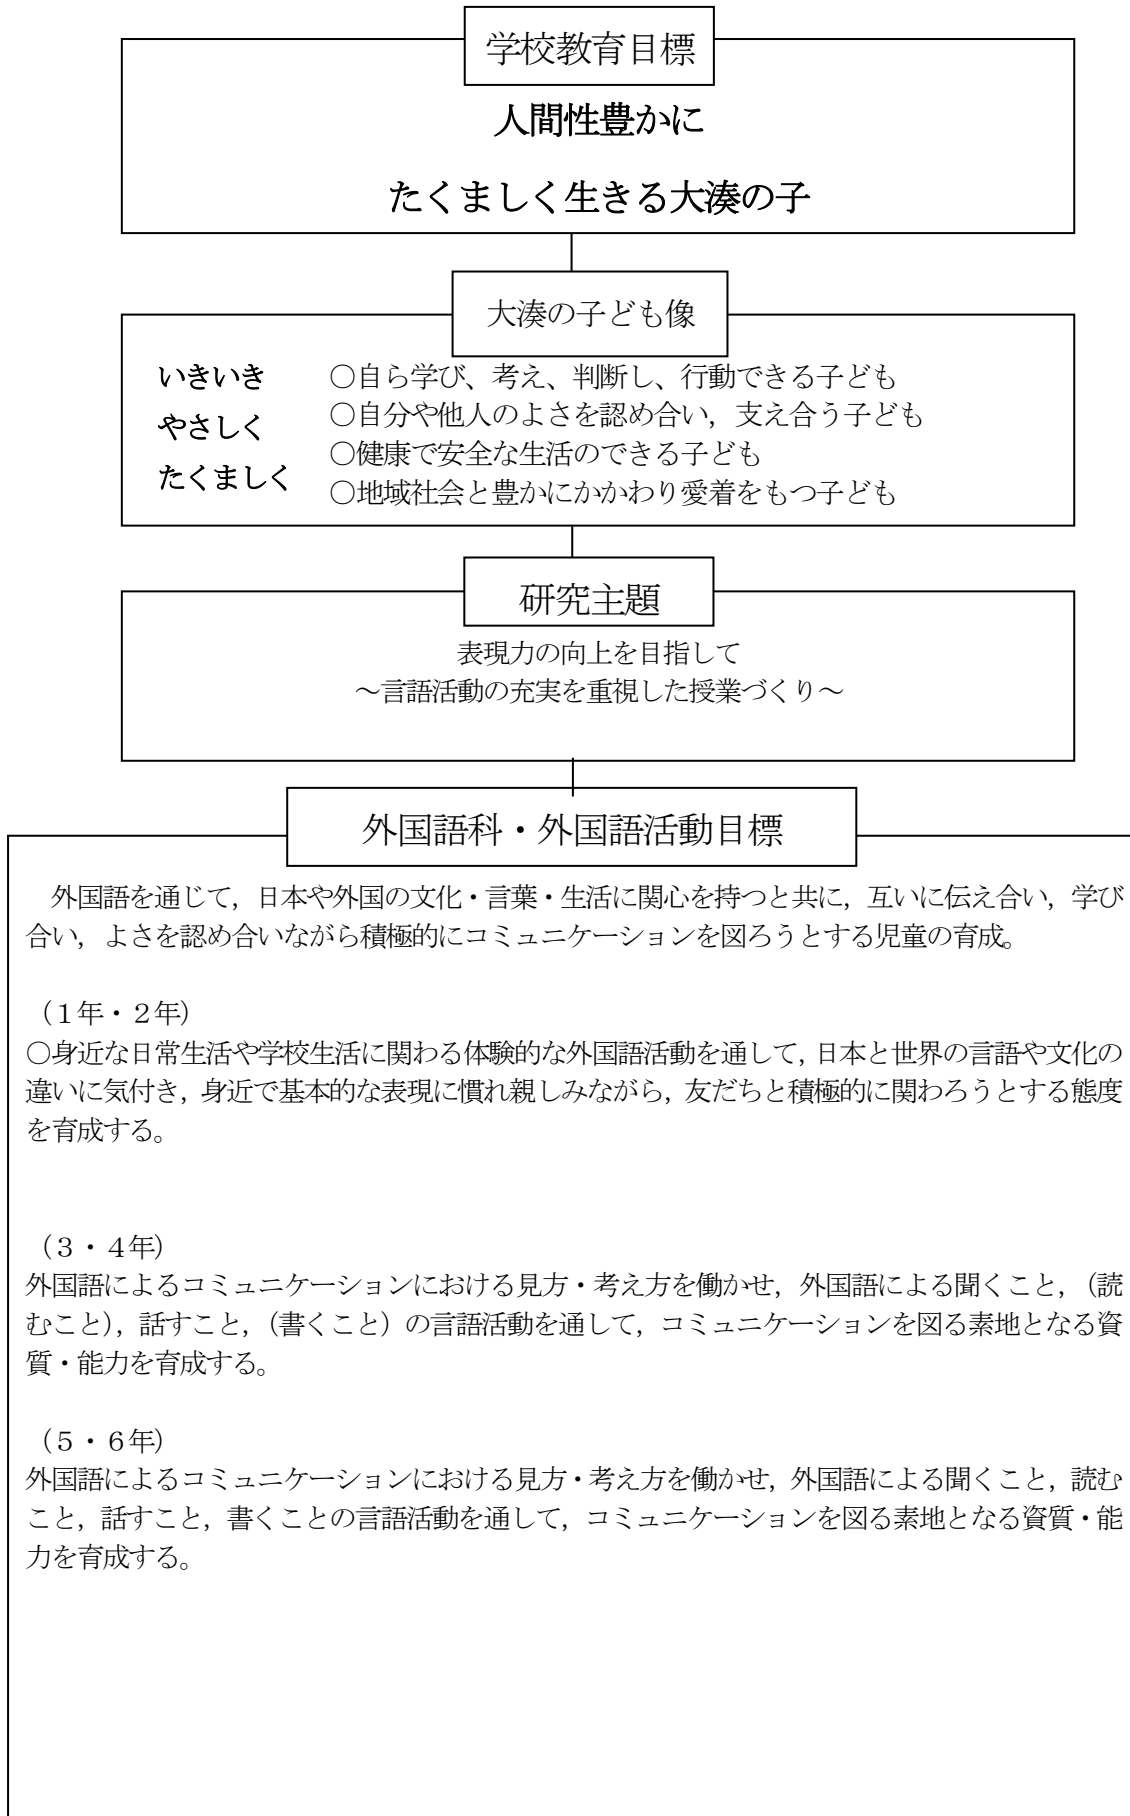 学校教育目標
人間性豊かに
たくましく生きる大湊の子
大湊の子ども像
いきいき
やさしく
たくましく
○自ら学び、考え、判断し、行動できる子ども
○自分や他人のよさを認め合い，支え合う子ども
○健康で安全な生活のできる子ども
○地域社会と豊かにかかわり愛着をもつ子ども
研究主題
表現力の向上を目指して
～言語活動の充実を重視した授業づくり～
外国語科・外国語活動目標
　外国語を通じて，日本や外国の文化・言葉・生活に関心を持つと共に，互いに伝え合い，学び
合い，よさを認め合いながら積極的にコミュニケーションを図ろうとする児童の育成。
（１年・２年）
○身近な日常生活や学校生活に関わる体験的な外国語活動を通して，日本と世界の言語や文化の
違いに気付き，身近で基本的な表現に慣れ親しみながら，友だちと積極的に関わろうとする態度
を育成する。
（３・４年）
外国語によるコミュニケーションにおける見方・考え方を働かせ，外国語による聞くこと，（読
むこと），話すこと，（書くこと）の言語活動を通して，コミュニケーションを図る素地となる資
質・能力を育成する。
（５・６年）
外国語によるコミュニケーションにおける見方・考え方を働かせ，外国語による聞くこと，読む
こと，話すこと，書くことの言語活動を通して，コミュニケーションを図る素地となる資質・能
力を育成する。